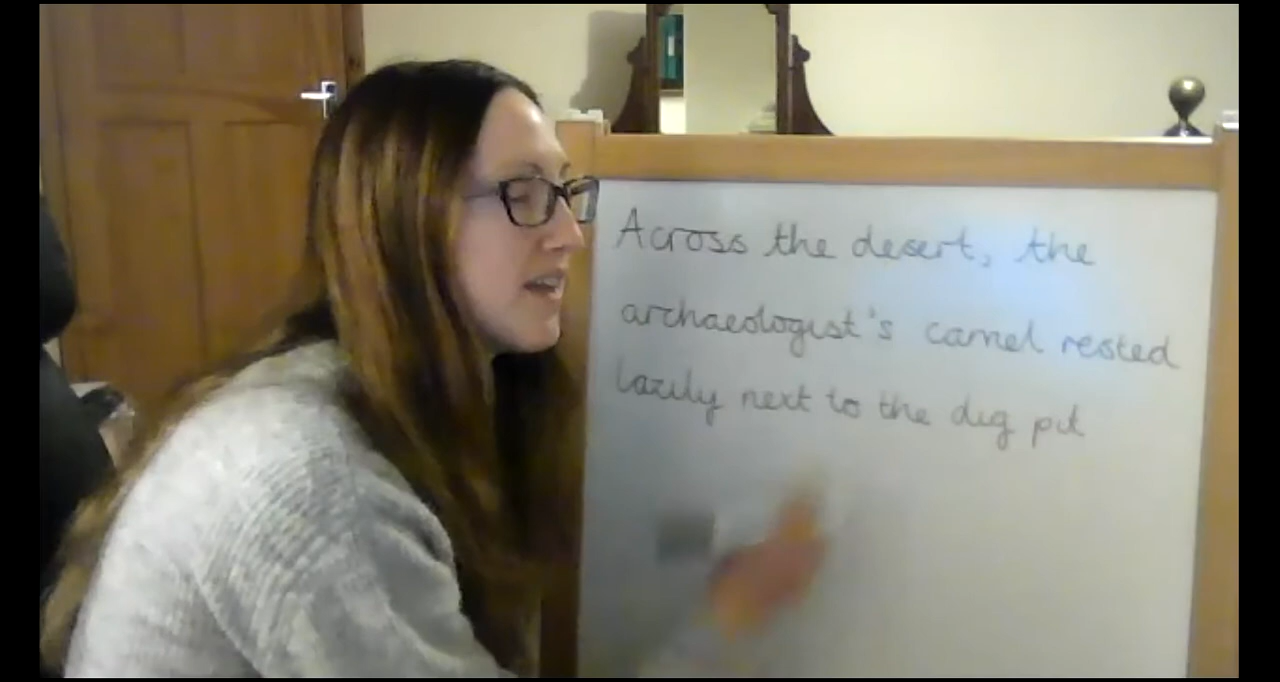 Across the desert, the
archaeologist's camel rested
lazily next to the dig pit